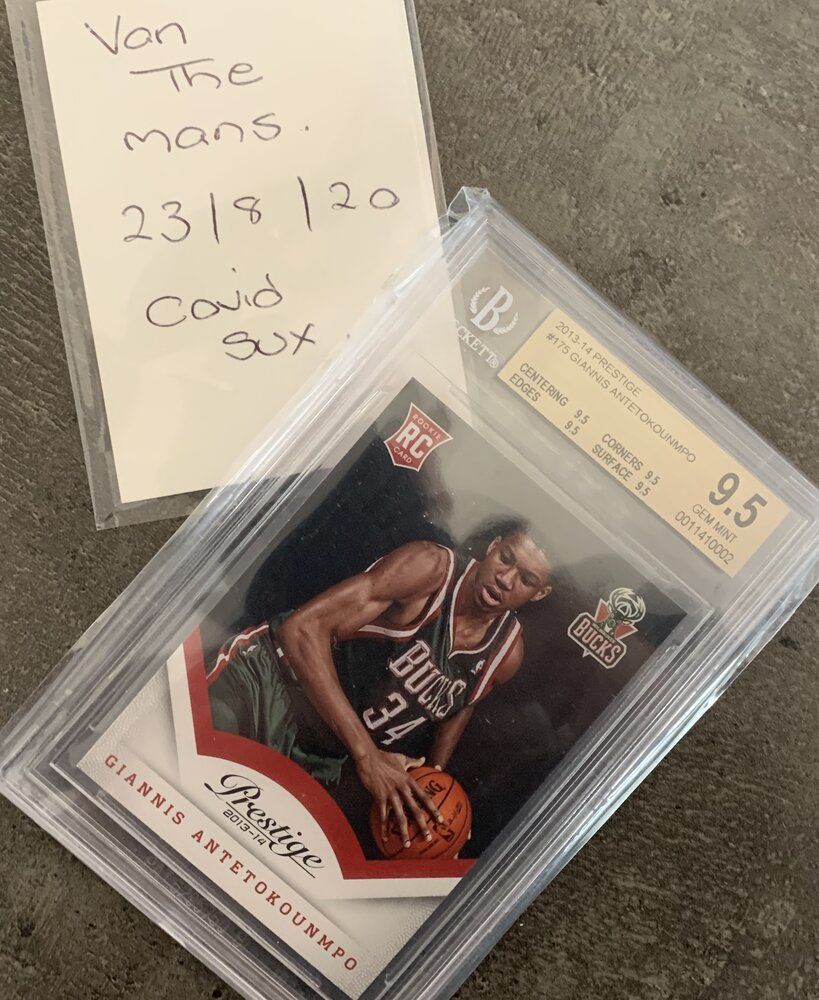 Van
The
mans.
23/8/20
Covid
sux
BECKETT®
2013-14 PRESTIGE
#175 GIANNIS ANTETOKOUNMPO
CENTERING 9.5 CORNERS 9.5
EDGES 9.5 SURFACE 9.5
9.5
GEM MINT
0011410002
ROOKIE
RC
CARD
BUCKS
BUCKS
34
Prestige
2013-14
GIANNIS ANTETOKOUNMPO